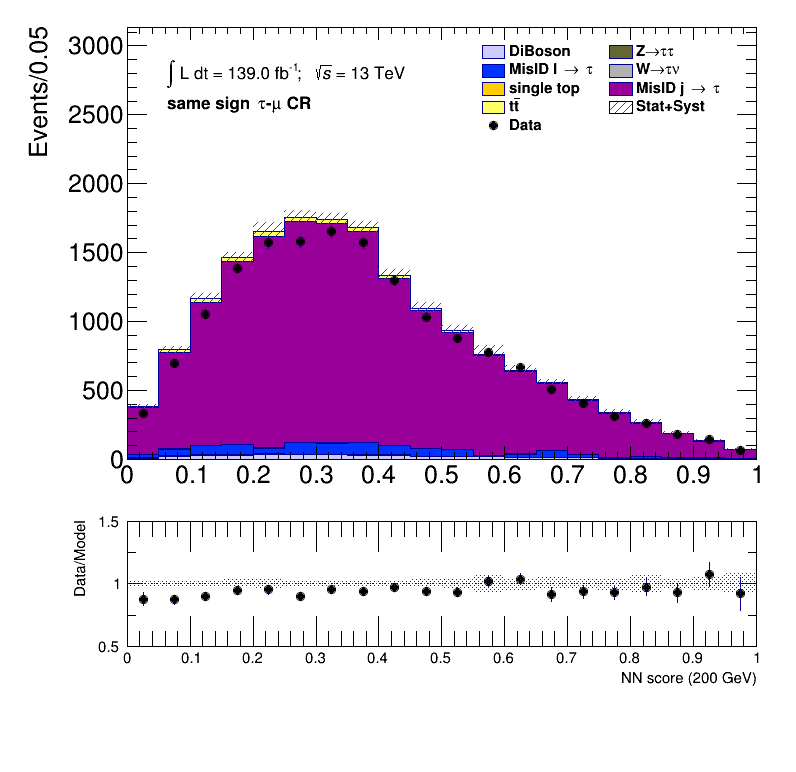 Events/0.05
3000
2500
2000
1500
1000
500
0
∫ L dt = 139.0 fb⁻¹; √s = 13 TeV
same sign τ-μ CR
DiBoson
MisID l → τ
single top
tt̄
Data
Z→ττ
W→τν
MisID j → τ
Stat+Syst
0 0.1 0.2 0.3 0.4 0.5 0.6 0.7 0.8 0.9 1
Data/Model
1.5
1
0.5
0 0.1 0.2 0.3 0.4 0.5 0.6 0.7 0.8 0.9 1
NN score (200 GeV)